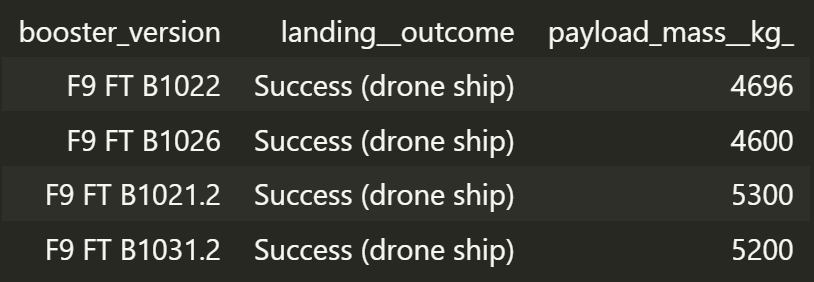 booster_version landing__outcome payload_mass__kg_
F9 FT B1022 Success (drone ship) 4696
F9 FT B1026 Success (drone ship) 4600
F9 FT B1021.2 Success (drone ship) 5300
F9 FT B1031.2 Success (drone ship) 5200